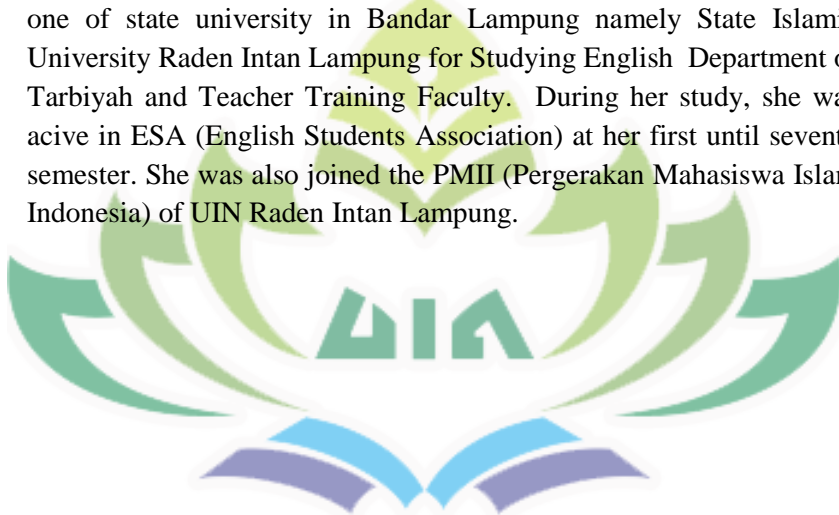 one of state university in Bandar Lampung namely State Islami
University Raden Intan Lampung for Studying English Department o
Tarbiyah and Teacher Training Faculty. During her study, she wa
acive in ESA (English Students Association) at her first until sevent
semester. She was also joined the PMII (Pergerakan Mahasiswa Islam
Indonesia) of UIN Raden Intan Lampung.